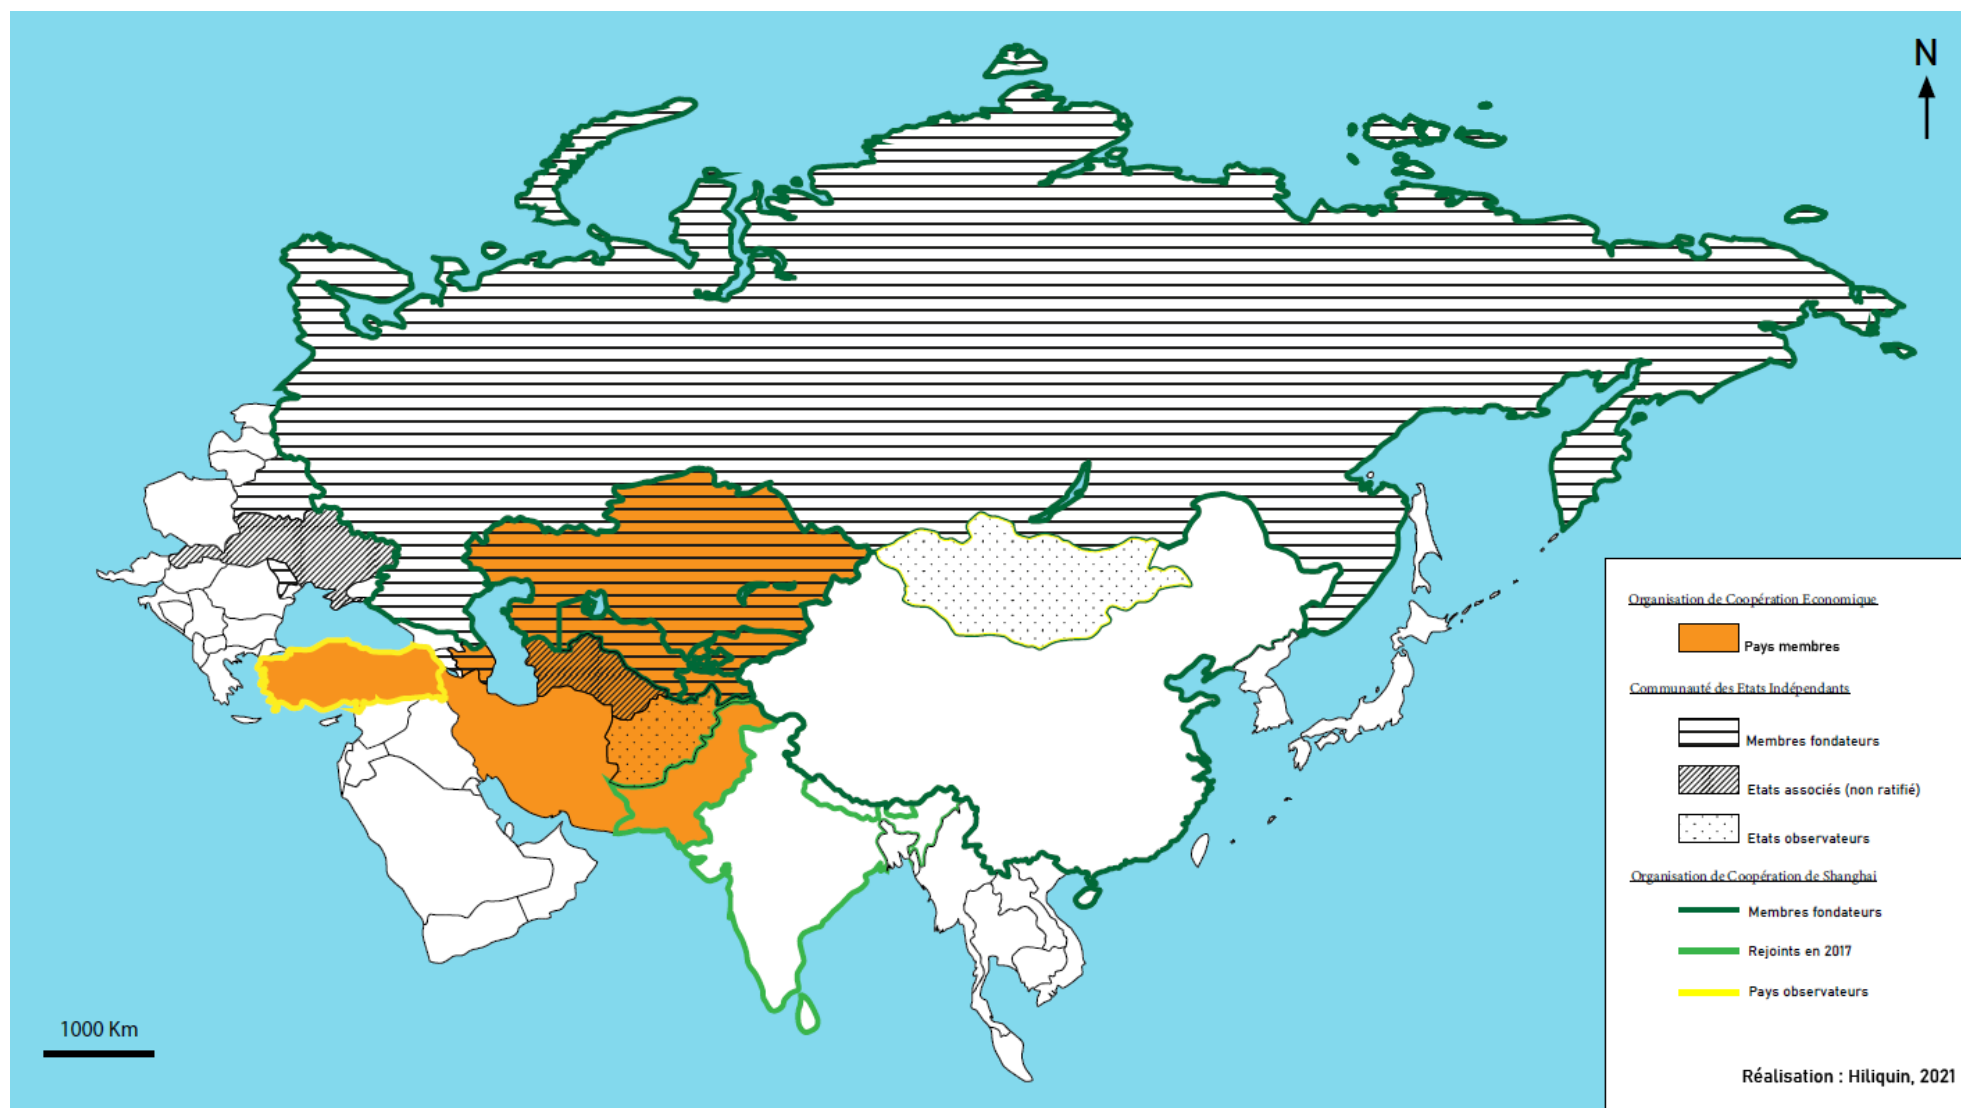 N
Organisation de Coopération Economique
Pays membres
Communauté des Etats Indépendants
Membres fondateurs
Etats associés (non ratifié)
Etats observateurs
Organisation de Coopération de Shanghai
Membres fondateurs
Rejoints en 2017
Pays observateurs
1000 Km
Réalisation : Hiliquin, 2021